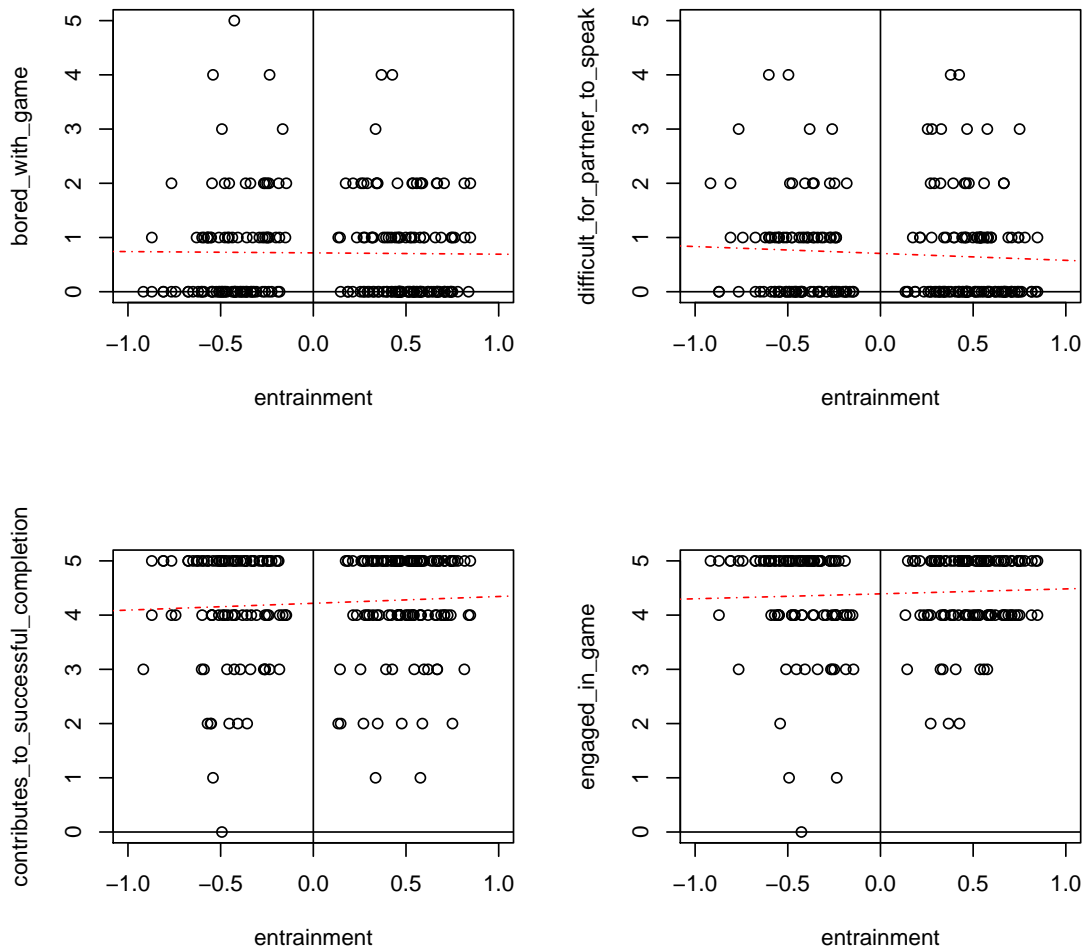 bored_with_game
5
4
3
2
1
0
−1.0 −0.5 0.0 0.5 1.0
entrainment
difficult_for_partner_to_speak
5
4
3
2
1
0
−1.0 −0.5 0.0 0.5 1.0
entrainment
contributes_to_successful_completion
5
4
3
2
1
0
−1.0 −0.5 0.0 0.5 1.0
entrainment
engaged_in_game
5
4
3
2
1
0
−1.0 −0.5 0.0 0.5 1.0
entrainment